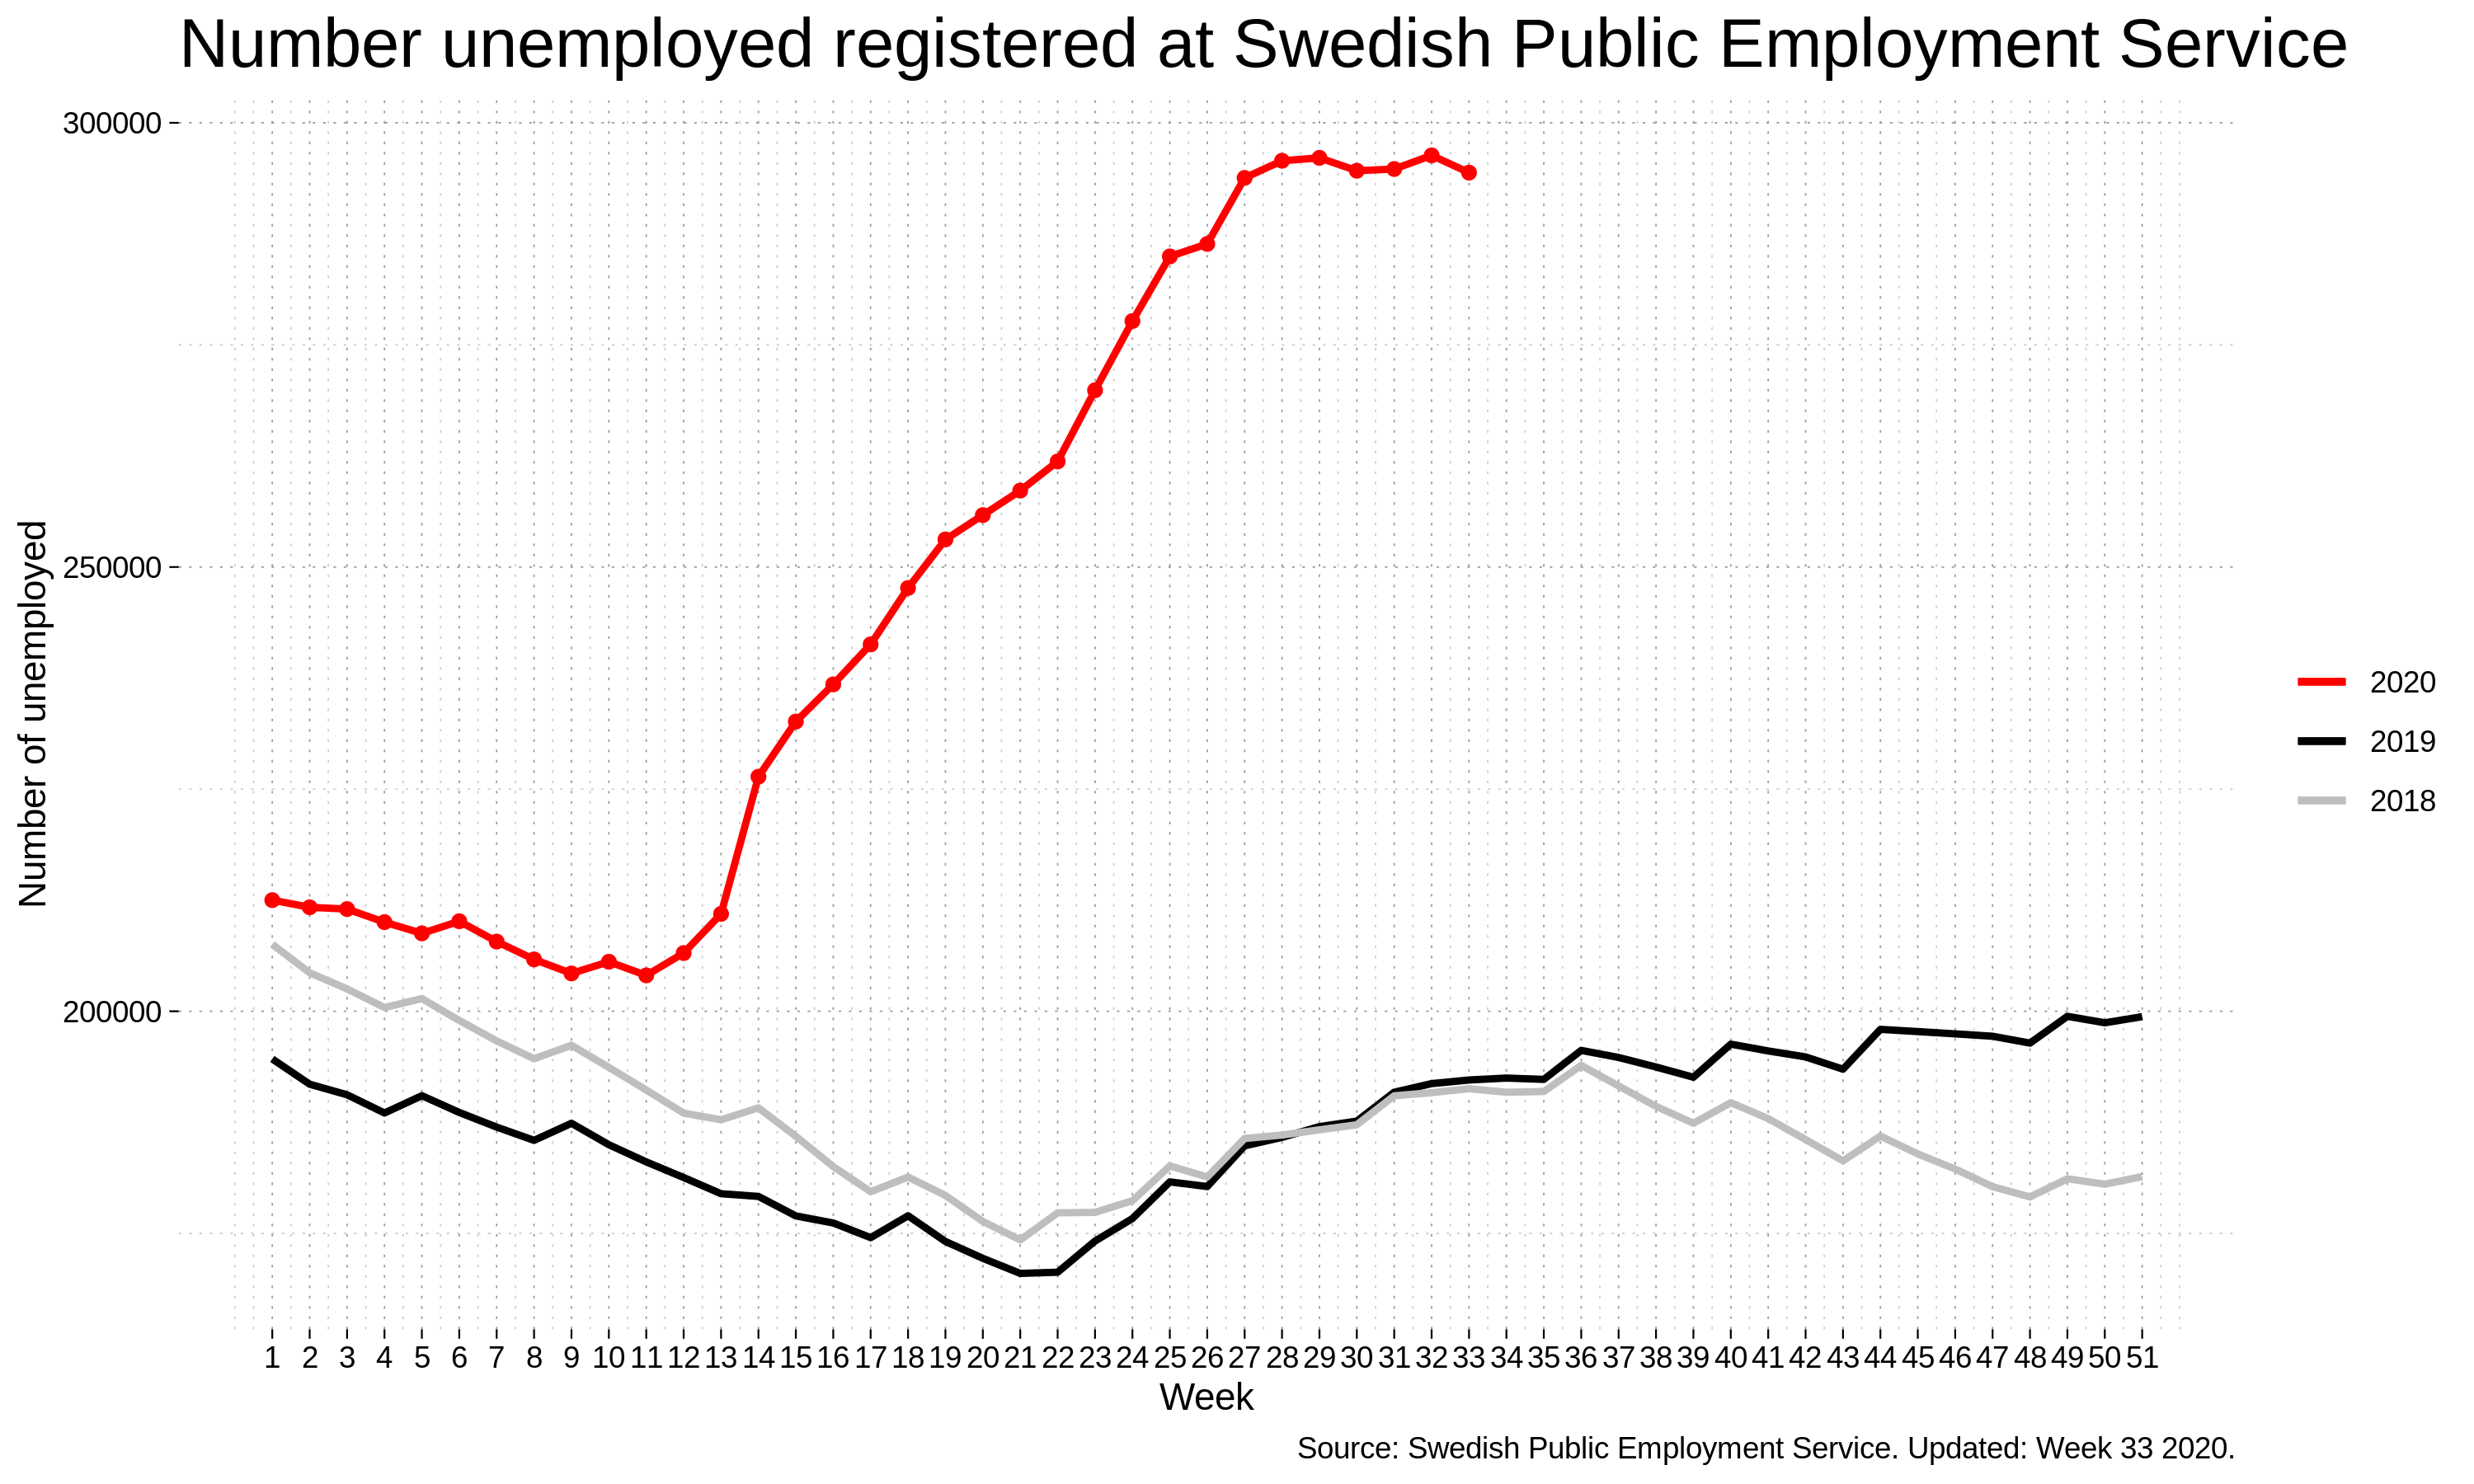 Number unemployed registered at Swedish Public Employment Service
300000
250000
200000
Number of unemployed
2020
2019
2018
1 2 3 4 5 6 7 8 9 10 11 12 13 14 15 16 17 18 19 20 21 22 23 24 25 26 27 28 29 30 31 32 33 34 35 36 37 38 39 40 41 42 43 44 45 46 47 48 49 50 51
Week
Source: Swedish Public Employment Service. Updated: Week 33 2020.